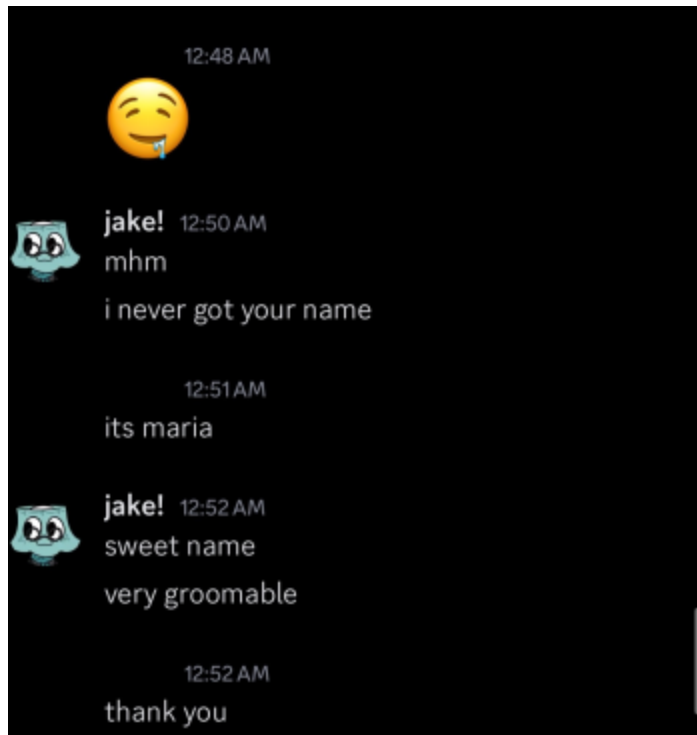 12:48 AM
🤤
jake! 12:50 AM
mhm
i never got your name
12:51 AM
its maria
jake! 12:52 AM
sweet name
very groomable
12:52 AM
thank you